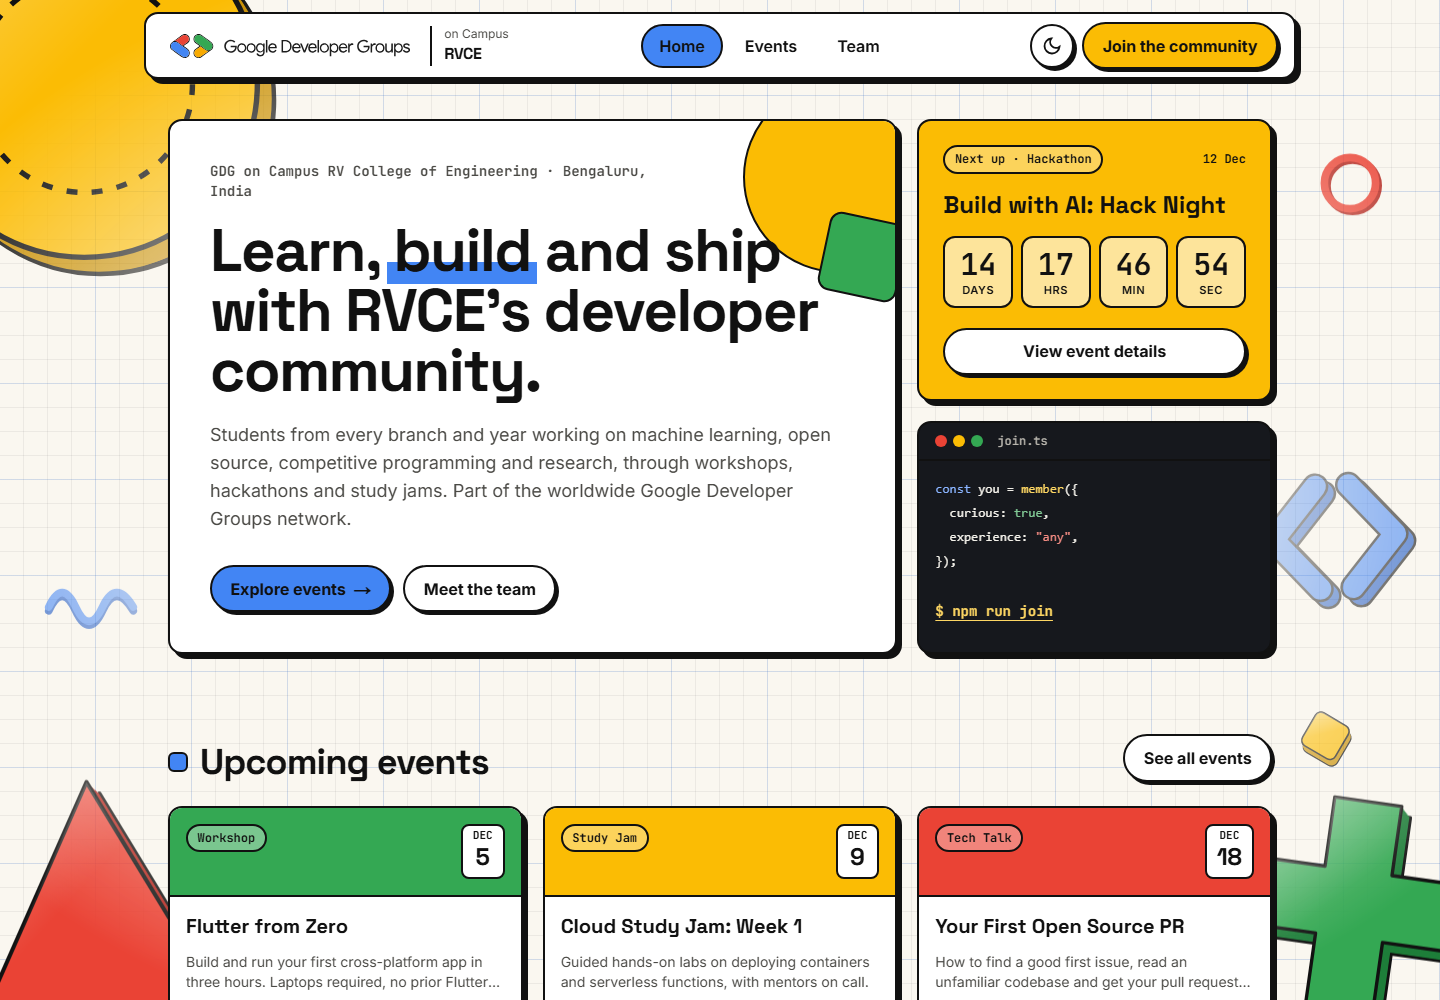 Google Developer Groups
on Campus
RVCE
Home
Events
Team
Join the community
GDG on Campus RV College of Engineering · Bengaluru,
India
Learn, build and ship
with RVCE’s developer
community.
Students from every branch and year working on machine learning, open
source, competitive programming and research, through workshops,
hackathons and study jams. Part of the worldwide Google Developer
Groups network.
Explore events →
Meet the team
Next up · Hackathon
12 Dec
Build with AI: Hack Night
14
DAYS
17
HRS
46
MIN
54
SEC
View event details
join.ts
const you = member({
curious: true,
experience: "any",
});
$ npm run join
Upcoming events
See all events
Workshop
DEC
5
Flutter from Zero
Build and run your first cross-platform app in
three hours. Laptops required, no prior Flutter...
Study Jam
DEC
9
Cloud Study Jam: Week 1
Guided hands-on labs on deploying containers
and serverless functions, with mentors on call.
Tech Talk
DEC
18
Your First Open Source PR
How to find a good first issue, read an
unfamiliar codebase and get your pull request...